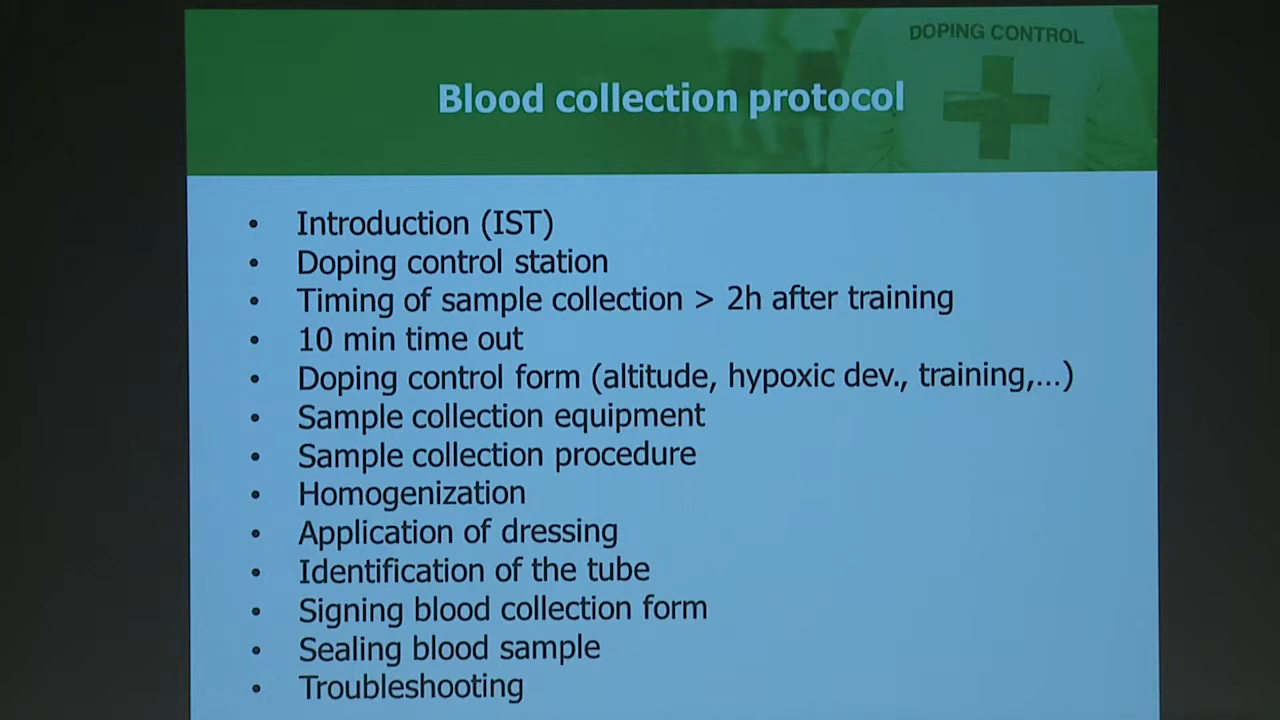 DOPING CONTROL
Blood collection protocol
• Introduction (IST)
• Doping control station
• Timing of sample collection > 2h after training
• 10 min time out
• Doping control form (altitude, hypoxic dev., training,...)
• Sample collection equipment
• Sample collection procedure
• Homogenization
• Application of dressing
• Identification of the tube
• Signing blood collection form
• Sealing blood sample
• Troubleshooting